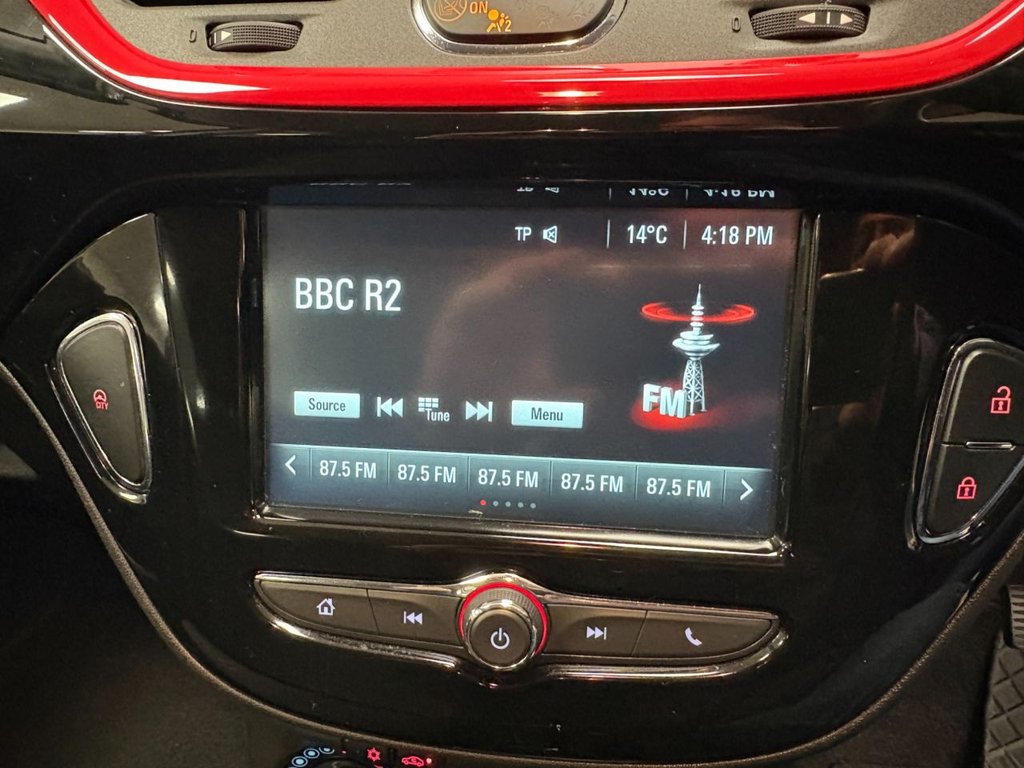 ON
2
TP 14°C 4:18 PM
BBC R2
FM
Source Tune Menu
87.5 FM 87.5 FM 87.5 FM 87.5 FM 87.5 FM
CITY